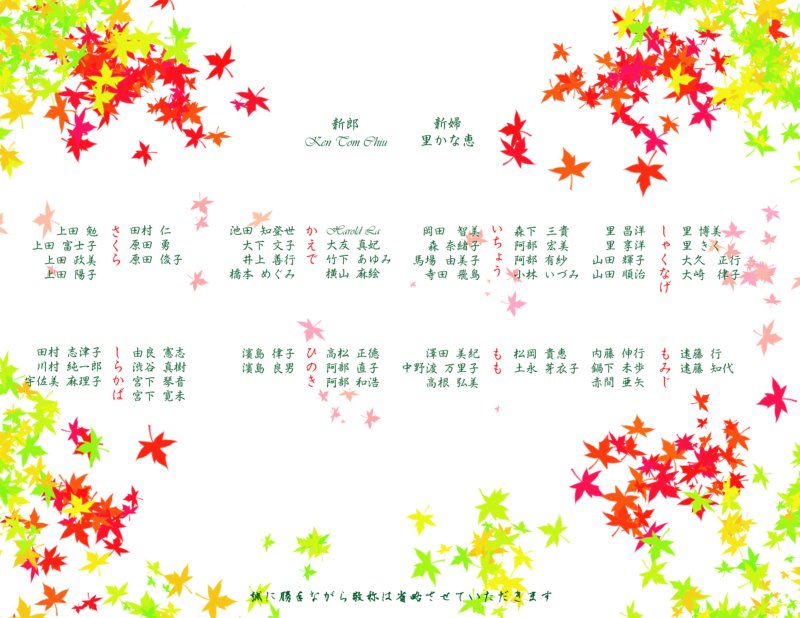 新郎 新婦
Ken Tom Chiu 里かな恵
さくら
上田 勉 田村 仁
上田 富士子 原田 勇
上田 政美 原田 俊子
上田 陽子
かえで
池田 知登世 Harold La
大下 文子 大友 真妃
井上 善行 竹下 あゆみ
橋本 めぐみ 横山 麻絵
いちょう
岡田 智美 森下 三貴
森 奈緒子 阿部 宏美
馬場 由美子 阿部 有紗
寺田 飛鳥 小林 いづみ
しゃくなげ
里 昌洋 里 博美
里 享洋 里 きく
山田 輝子 大久 正行
山田 順治 大崎 律子
しらかば
田村 志津子 由良 憲志
川村 純一郎 渋谷 真樹
宇佐美 麻理子 宮下 琴音
宮下 寛未
ひのき
濱島 律子 高松 正徳
濱島 良男 阿部 直子
阿部 和浩
もも
澤田 美紀 松岡 貴恵
中野渡 万里子 土永 芽衣子
高根 弘美
もみじ
内藤 伸行 遠藤 行
鍋下 未歩 遠藤 知代
赤間 亜矢
誠に勝手ながら敬称は省略させていただきます